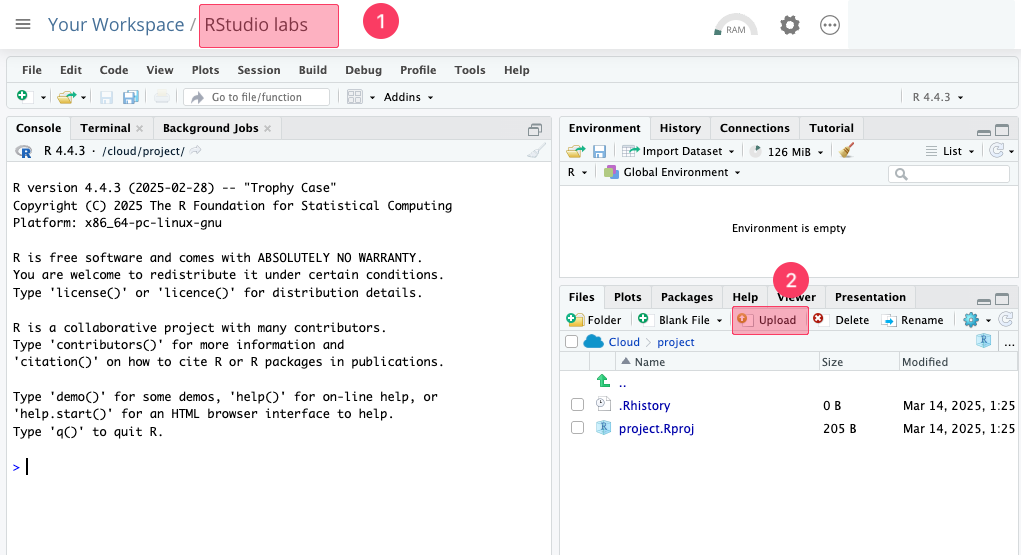 Your Workspace / RStudio labs
1
RAM
File Edit Code View Plots Session Build Debug Profile Tools Help
Go to file/function Addins R 4.4.3
Console Terminal Background Jobs
R 4.4.3 · /cloud/project/
R version 4.4.3 (2025-02-28) -- "Trophy Case"
Copyright (C) 2025 The R Foundation for Statistical Computing
Platform: x86_64-pc-linux-gnu
R is free software and comes with ABSOLUTELY NO WARRANTY.
You are welcome to redistribute it under certain conditions.
Type 'license()' or 'licence()' for distribution details.
R is a collaborative project with many contributors.
Type 'contributors()' for more information and
'citation()' on how to cite R or R packages in publications.
Type 'demo()' for some demos, 'help()' for on-line help, or
'help.start()' for an HTML browser interface to help.
Type 'q()' to quit R.
>
Environment History Connections Tutorial
Import Dataset 126 MiB List
R Global Environment
Environment is empty
2
Files Plots Packages Help Viewer Presentation
Folder Blank File Upload Delete Rename
Cloud project ...
Name Size Modified
..
.Rhistory 0 B Mar 14, 2025, 1:25
project.Rproj 205 B Mar 14, 2025, 1:25